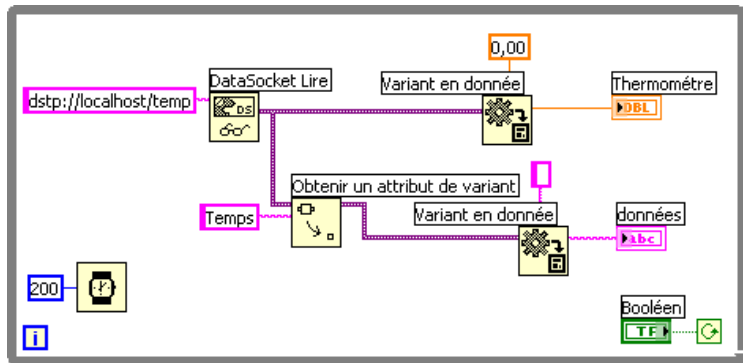 0,00
DataSocket Lire
Variant en donnée
Thermométre
dstp://localhost/temp
DS
DBL
Obtenir un attribut de variant
Temps
Variant en donnée
données
abc
200
Booléen
TF
i